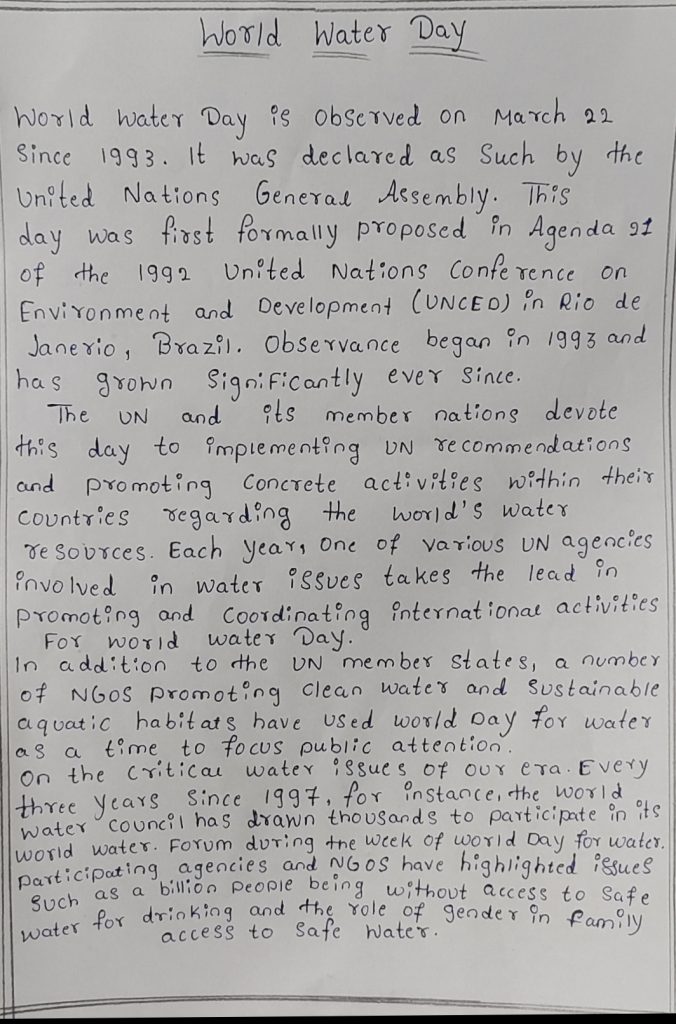 World Water Day
World Water Day is observed on March 22
Since 1993. It was declared as Such by the
United Nations General Assembly. This
day was first formally proposed in Agenda 21
of the 1992 United Nations Conference on
Environment and Development (UNCED) in Rio de
Janerio, Brazil. Observance began in 1993 and
has grown Significantly ever Since.
The UN and its member nations devote
this day to implementing UN recommendations
and promoting Concrete activities within their
Countries regarding the world's water
resources. Each Year, One of various UN agencies
involved in water issues takes the lead in
promoting and Coordinating international activities
For world water Day.
In addition to the UN member States, a number
of NGOS promoting Clean water and Sustainable
aquatic habitats have used world Day for water
as a time to focus public attention.
On the Critical water issues of our era. Every
three years Since 1997, for instance, the world
water Council has drawn thousands to participate in its
world water. Forum during the week of world Day for water.
participating agencies and NGOS have highlighted issues
Such as a billion people being without access to Safe
water for drinking and the role of gender in family
access to Safe water.